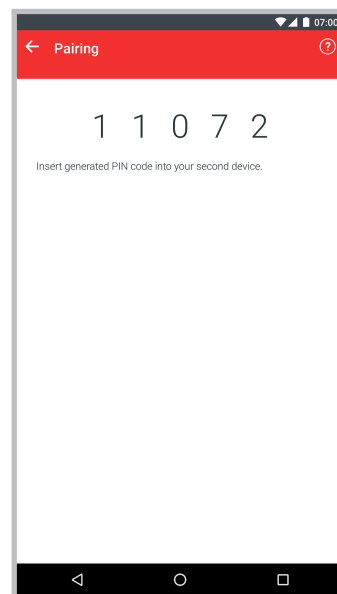 07:00
Pairing ?
1 1 0 7 2
Insert generated PIN code into your second device.